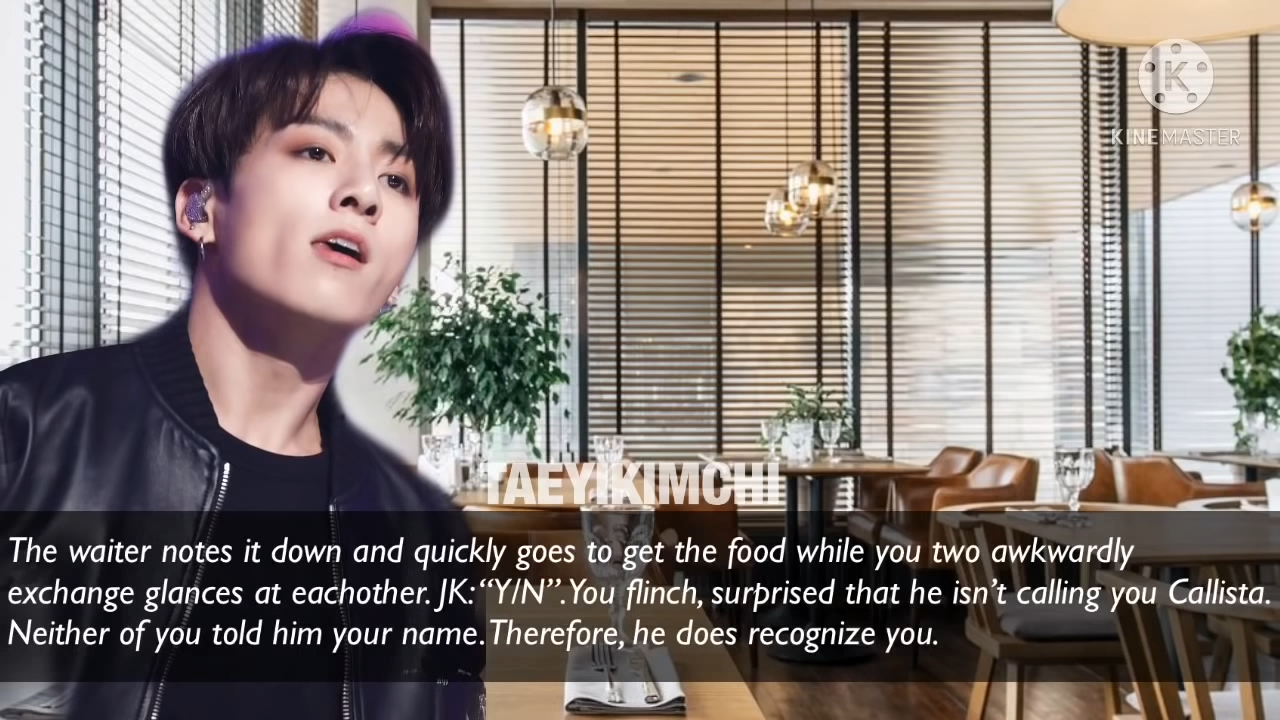 K
KINEMASTER
TAEYIKIMCHI
The waiter notes it down and quickly goes to get the food while you two awkwardly
exchange glances at eachother. JK:“Y/N”.You flinch, surprised that he isn’t calling you Callista.
Neither of you told him your name.Therefore, he does recognize you.